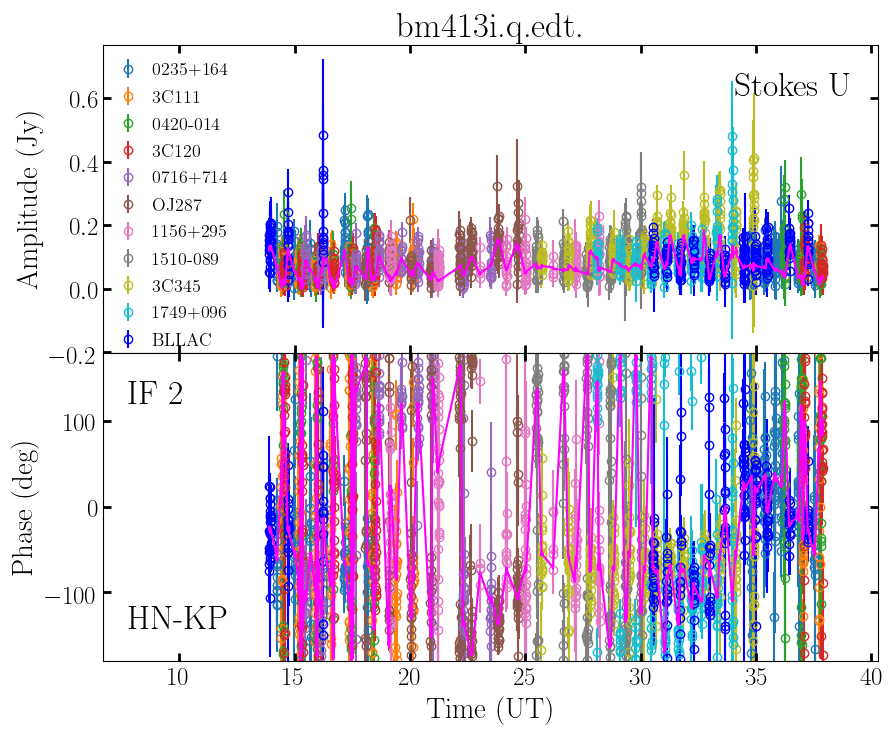 bm413i.q.edt.
Stokes U
0235+164
3C111
0420-014
3C120
0716+714
OJ287
1156+295
1510-089
3C345
1749+096
BLLAC
Amplitude (Jy)
0.6
0.4
0.2
0.0
−0.2
IF 2
HN-KP
Phase (deg)
100
0
−100
10 15 20 25 30 35 40
Time (UT)